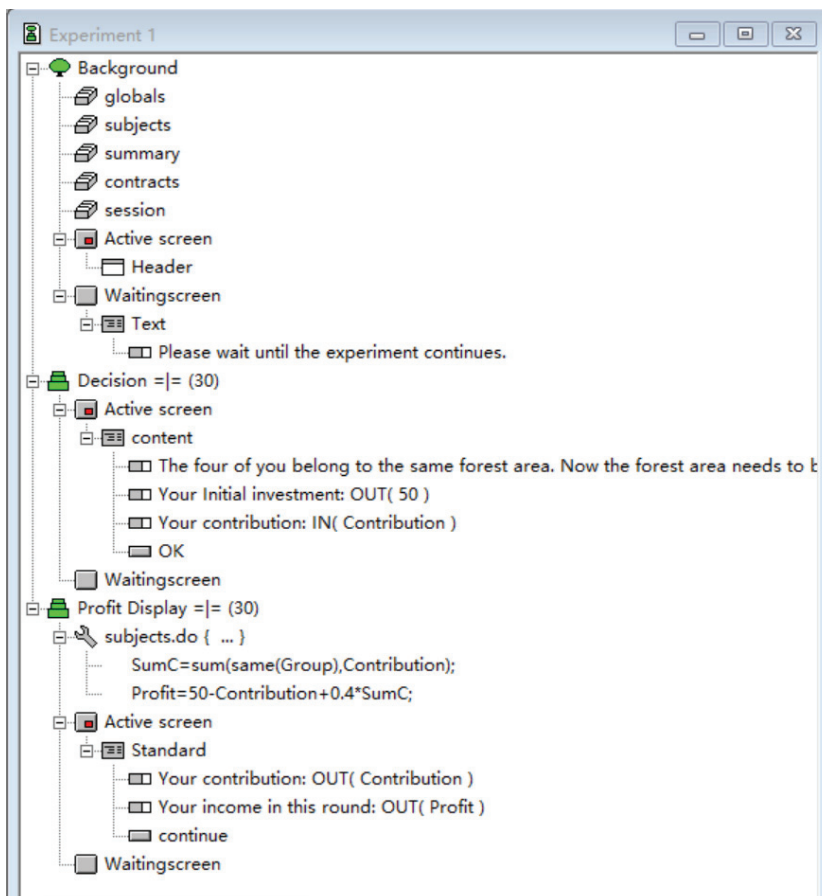 Experiment 1
Background
globals
subjects
summary
contracts
session
Active screen
Header
Waitingscreen
Text
Please wait until the experiment continues.
Decision =|= (30)
Active screen
content
The four of you belong to the same forest area. Now the forest area needs to b
Your Initial investment: OUT( 50 )
Your contribution: IN( Contribution )
OK
Waitingscreen
Profit Display =|= (30)
subjects.do { ... }
SumC=sum(same(Group),Contribution);
Profit=50-Contribution+0.4*SumC;
Active screen
Standard
Your contribution: OUT( Contribution )
Your income in this round: OUT( Profit )
continue
Waitingscreen